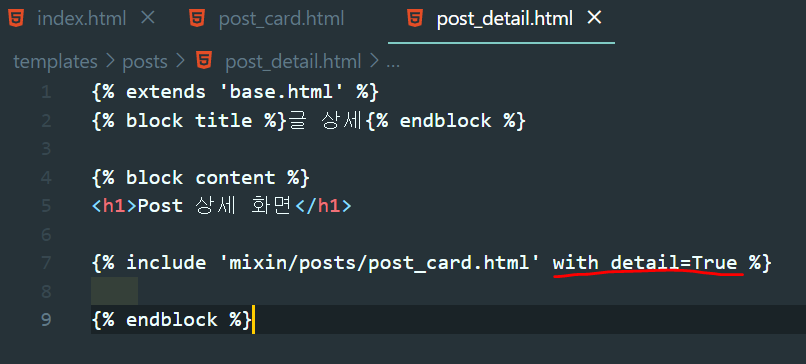 index.html
post_card.html
post_detail.html
templates > posts > post_detail.html > ...
1 {% extends 'base.html' %}
2 {% block title %}글 상세{% endblock %}
3
4 {% block content %}
5 <h1>Post 상세 화면</h1>
6
7 {% include 'mixin/posts/post_card.html' with detail=True %}
8
9 {% endblock %}